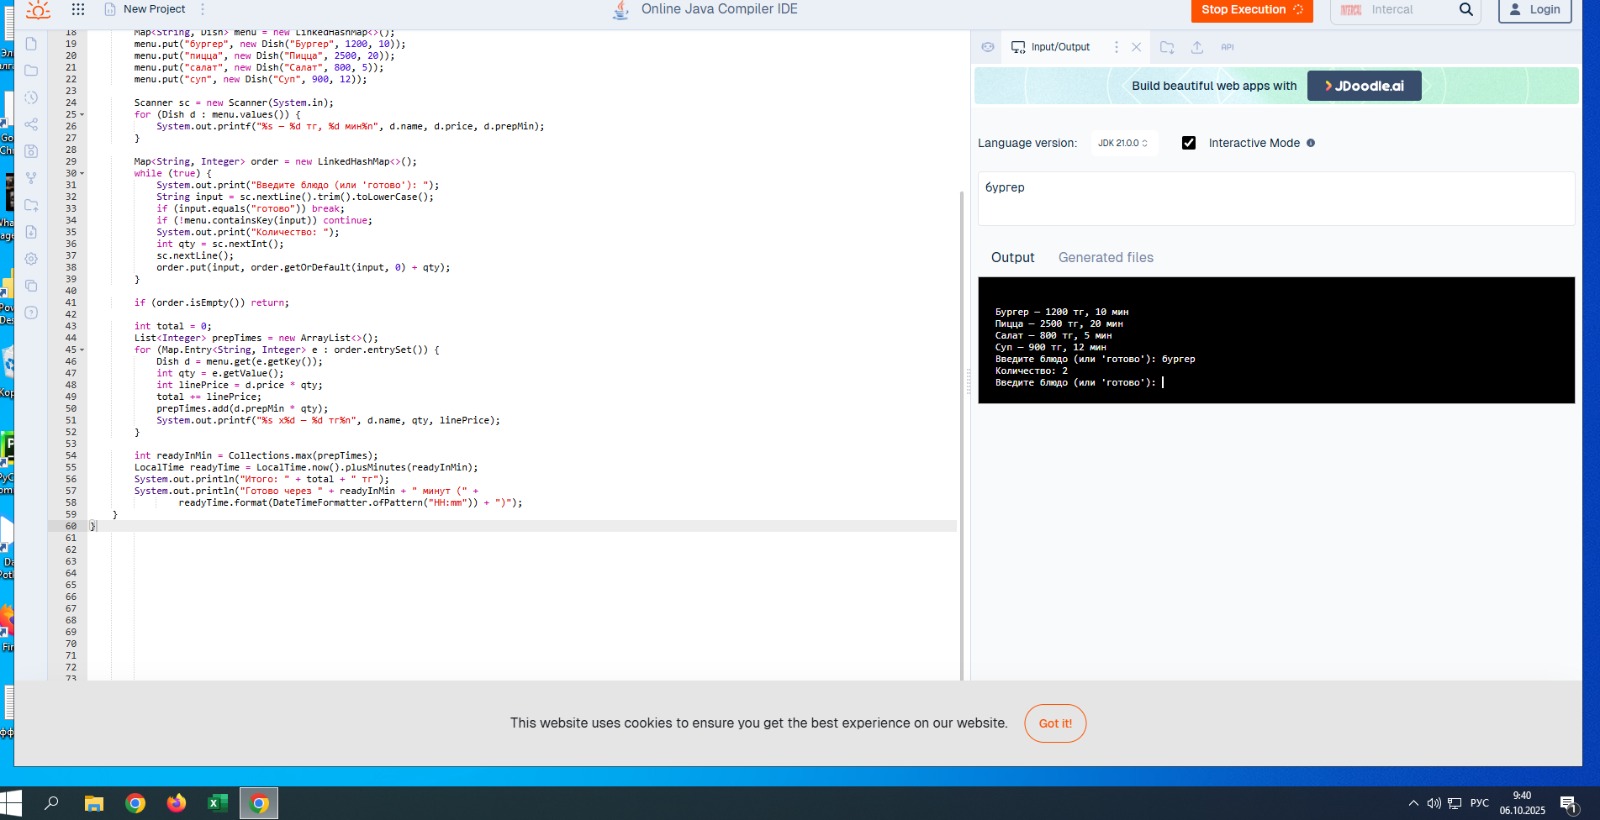 New Project
Online Java Compiler IDE
Stop Execution
INTERCAL
Intercal
Login
18 Map<String, Dish> menu = new LinkedHashMap<>();
19 menu.put("бургер", new Dish("Бургер", 1200, 10));
20 menu.put("пицца", new Dish("Пицца", 2500, 20));
21 menu.put("салат", new Dish("Салат", 800, 5));
22 menu.put("суп", new Dish("Суп", 900, 12));
23
24 Scanner sc = new Scanner(System.in);
25 for (Dish d : menu.values()) {
26 System.out.printf("%s — %d тг, %d мин%n", d.name, d.price, d.prepMin);
27 }
28
29 Map<String, Integer> order = new LinkedHashMap<>();
30 while (true) {
31 System.out.print("Введите блюдо (или 'готово'): ");
32 String input = sc.nextLine().trim().toLowerCase();
33 if (input.equals("готово")) break;
34 if (!menu.containsKey(input)) continue;
35 System.out.print("Количество: ");
36 int qty = sc.nextInt();
37 sc.nextLine();
38 order.put(input, order.getOrDefault(input, 0) + qty);
39 }
40
41 if (order.isEmpty()) return;
42
43 int total = 0;
44 List<Integer> prepTimes = new ArrayList<>();
45 for (Map.Entry<String, Integer> e : order.entrySet()) {
46 Dish d = menu.get(e.getKey());
47 int qty = e.getValue();
48 int linePrice = d.price * qty;
49 total += linePrice;
50 prepTimes.add(d.prepMin * qty);
51 System.out.printf("%s x%d — %d тг%n", d.name, qty, linePrice);
52 }
53
54 int readyInMin = Collections.max(prepTimes);
55 LocalTime readyTime = LocalTime.now().plusMinutes(readyInMin);
56 System.out.println("Итого: " + total + " тг");
57 System.out.println("Готово через " + readyInMin + " минут (" +
58 readyTime.format(DateTimeFormatter.ofPattern("HH:mm")) + ")");
59 }
60 }
61
62
63
64
65
66
67
68
69
70
71
72
73
Input/Output
API
Build beautiful web apps with
JDoodle.ai
Language version:
JDK 21.0.0
Interactive Mode
бургер
Output
Generated files
Бургер — 1200 тг, 10 мин
Пицца — 2500 тг, 20 мин
Салат — 800 тг, 5 мин
Суп — 900 тг, 12 мин
Введите блюдо (или 'готово'): бургер
Количество: 2
Введите блюдо (или 'готово'):
This website uses cookies to ensure you get the best experience on our website.
Got it!
РУС
9:40
06.10.2025
1